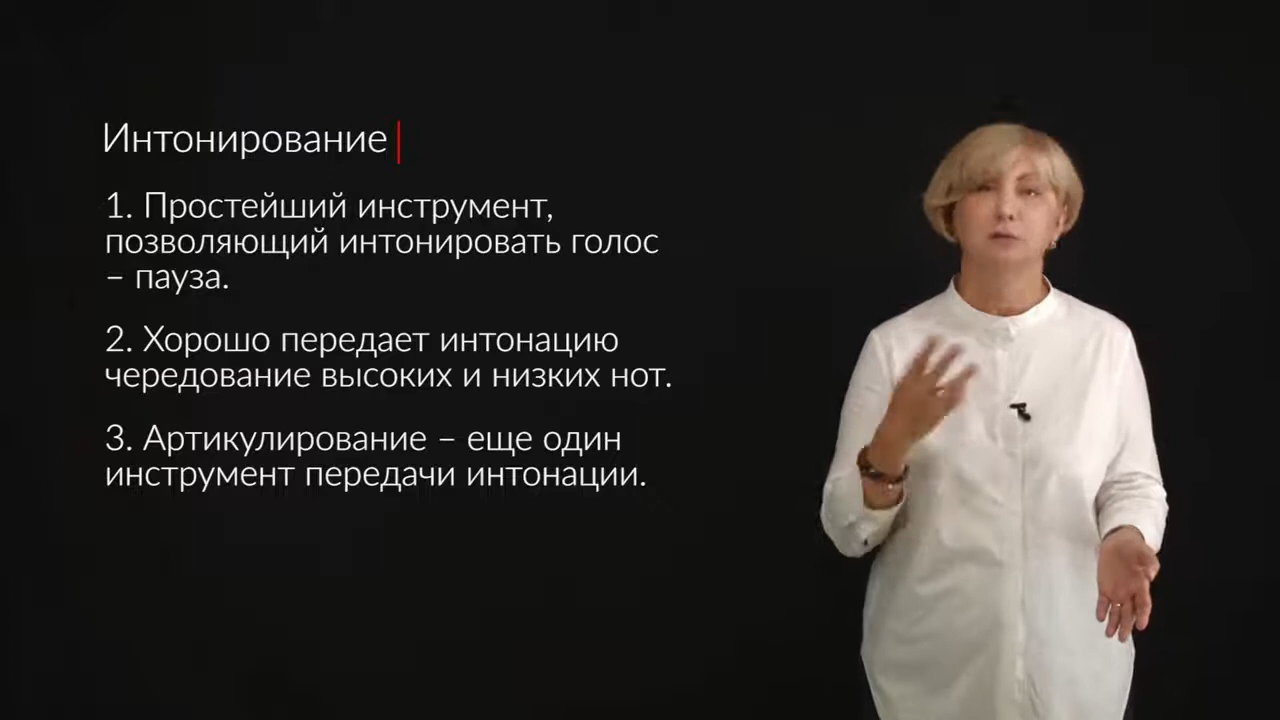 Интонирование
1. Простейший инструмент,
позволяющий интонировать голос
– пауза.
2. Хорошо передает интонацию
чередование высоких и низких нот.
3. Артикулирование – еще один
инструмент передачи интонации.